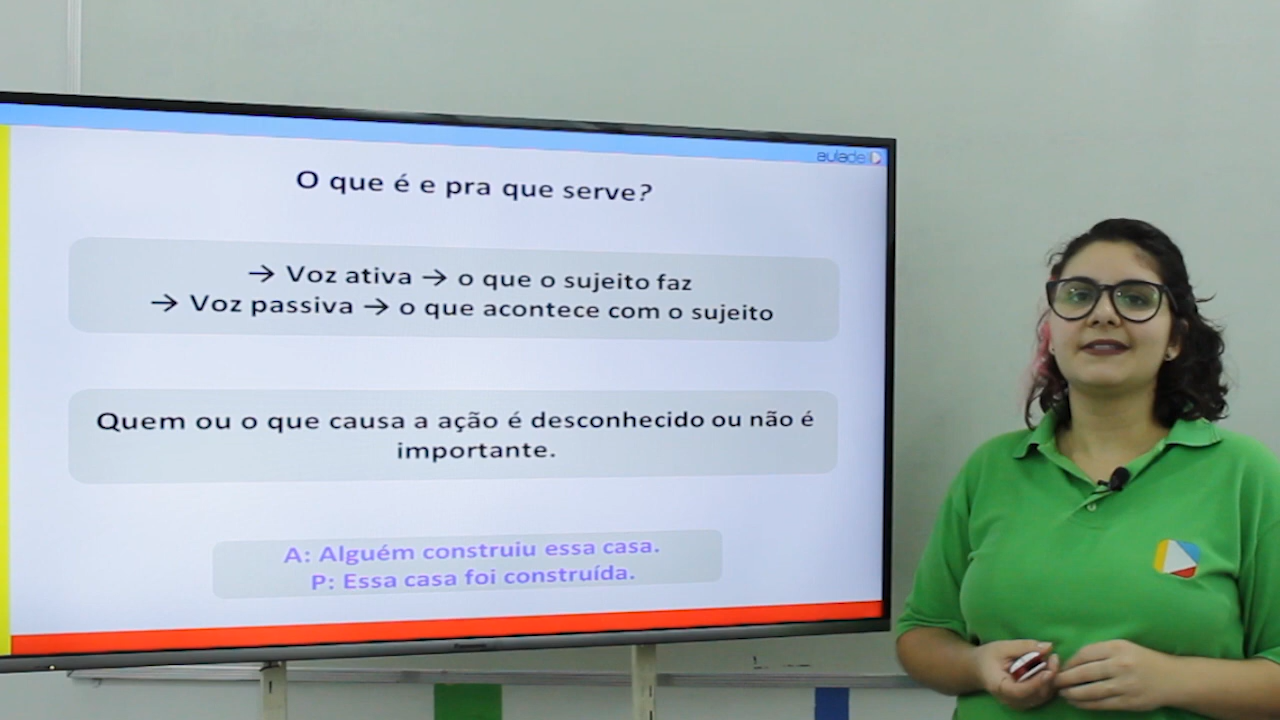 aulade
O que é e pra que serve?
→ Voz ativa → o que o sujeito faz
→ Voz passiva → o que acontece com o sujeito
Quem ou o que causa a ação é desconhecido ou não é
importante.
A: Alguém construiu essa casa.
P: Essa casa foi construída.
Panasonic